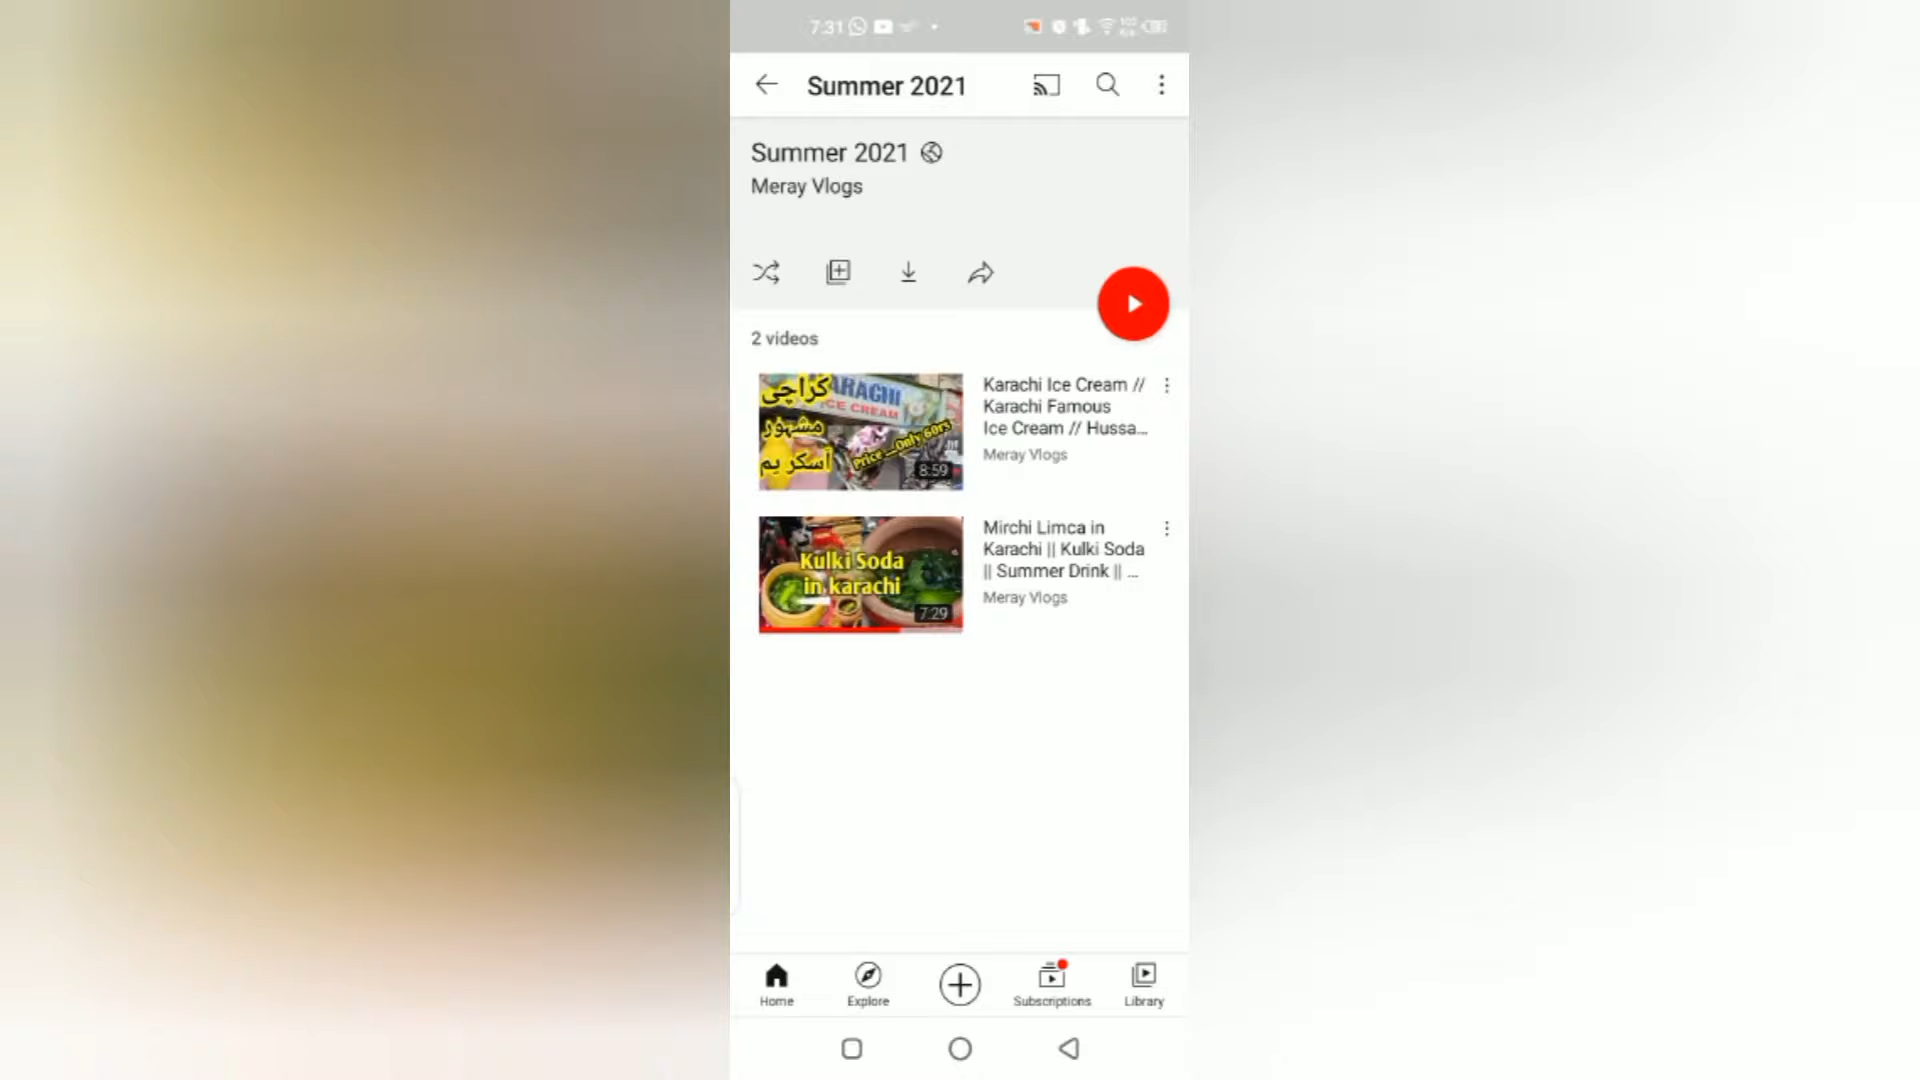 7:31
Summer 2021
Summer 2021
Meray Vlogs
2 videos
کراچی
مشہور
آسکریم
KARACHI
ICE CREAM
Price ... Only 60rs
8:59
Karachi Ice Cream //
Karachi Famous
Ice Cream // Hussa...
Meray Vlogs
Kulki Soda
in karachi
7:29
Mirchi Limca in
Karachi || Kulki Soda
|| Summer Drink || ...
Meray Vlogs
Home
Explore
Subscriptions
Library